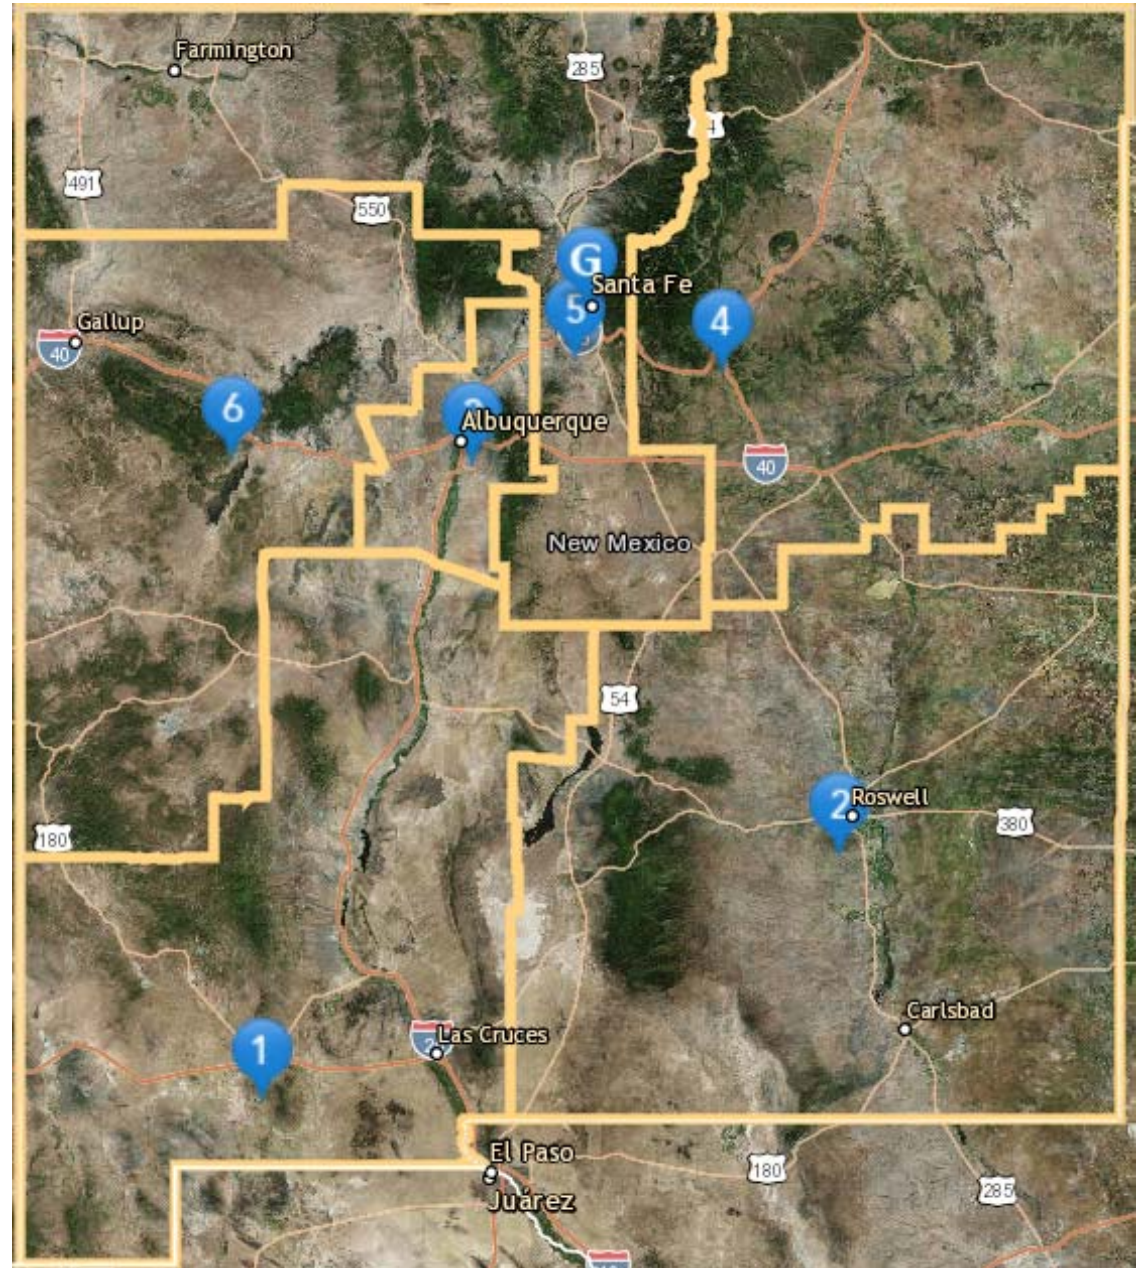 Farmington
285
491
550
G
Santa Fe
5
4
Gallup
40
6
Albuquerque
40
New Mexico
54
2
Roswell
180
380
Carlsbad
1
Las Cruces
El Paso
180
Juárez
285